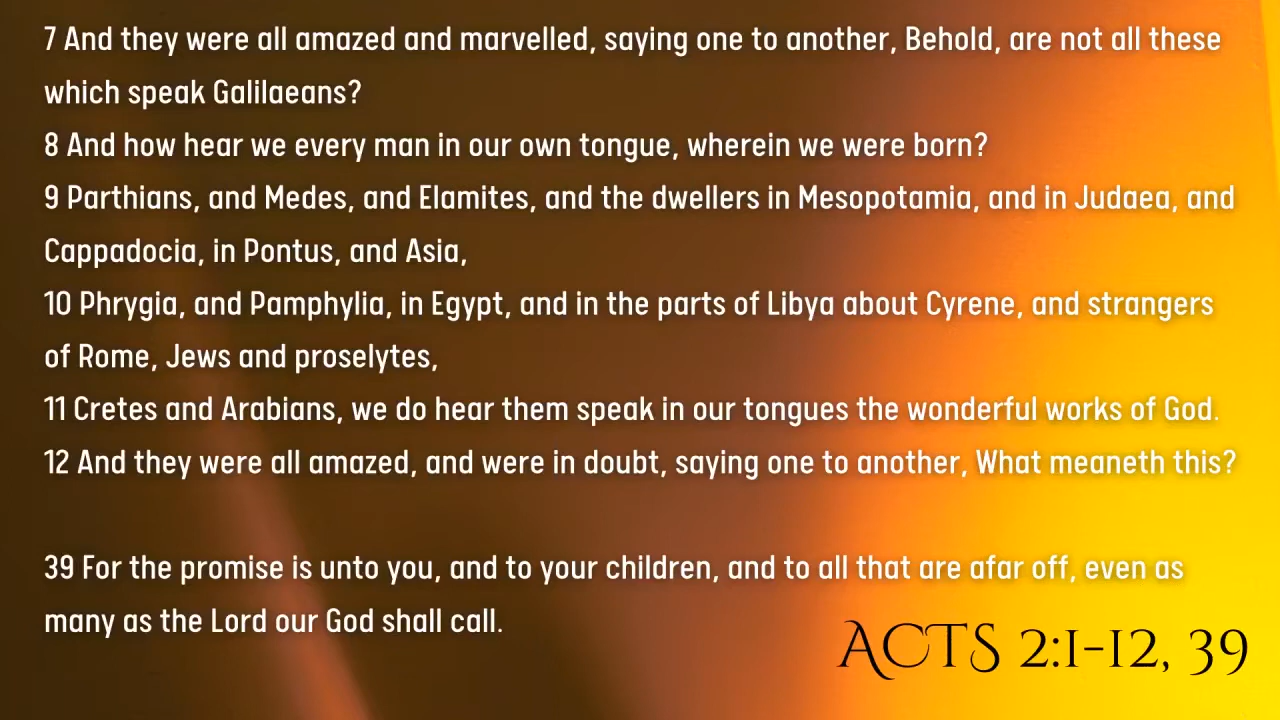 7 And they were all amazed and marvelled, saying one to another, Behold, are not all these
which speak Galilaeans?
8 And how hear we every man in our own tongue, wherein we were born?
9 Parthians, and Medes, and Elamites, and the dwellers in Mesopotamia, and in Judaea, and
Cappadocia, in Pontus, and Asia,
10 Phrygia, and Pamphylia, in Egypt, and in the parts of Libya about Cyrene, and strangers
of Rome, Jews and proselytes,
11 Cretes and Arabians, we do hear them speak in our tongues the wonderful works of God.
12 And they were all amazed, and were in doubt, saying one to another, What meaneth this?
39 For the promise is unto you, and to your children, and to all that are afar off, even as
many as the Lord our God shall call.
ACTS 2:1-12, 39